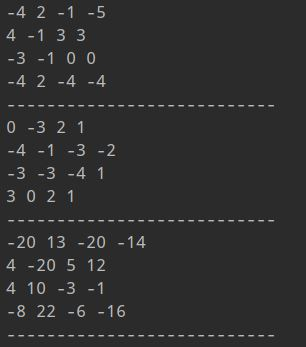 -4 2 -1 -5
4 -1 3 3
-3 -1 0 0
-4 2 -4 -4
---------------------------
0 -3 2 1
-4 -1 -3 -2
-3 -3 -4 1
3 0 2 1
---------------------------
-20 13 -20 -14
4 -20 5 12
4 10 -3 -1
-8 22 -6 -16
---------------------------